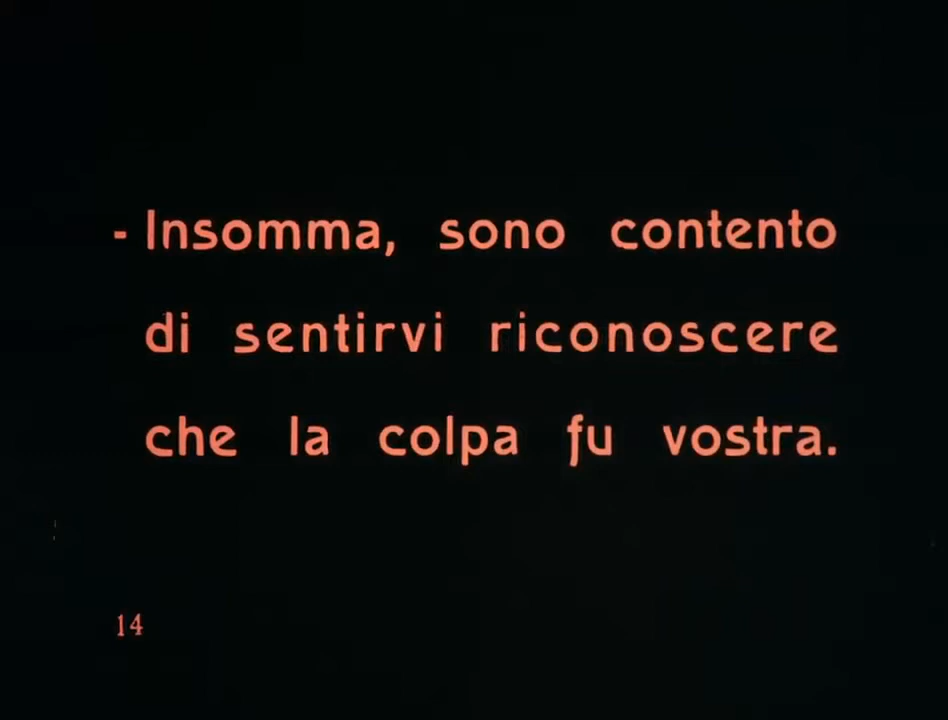 - Insomma, sono contento
di sentirvi riconoscere
che la colpa fu vostra.
14